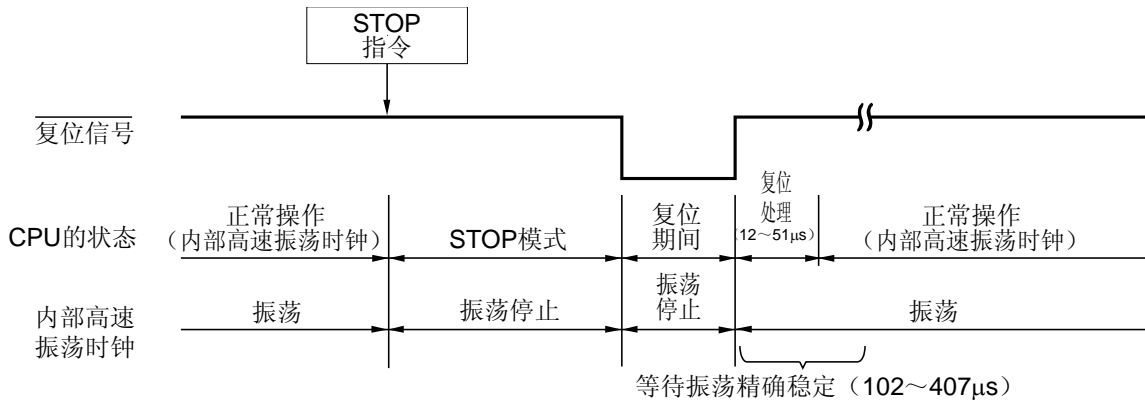 STOP
指令
复位信号
CPU的状态
正常操作
（内部高速振荡时钟）
STOP模式
复位
期间
复位
处理
（12～51μs）
正常操作
（内部高速振荡时钟）
内部高速
振荡时钟
振荡
振荡停止
振荡
停止
振荡
等待振荡精确稳定（102～407μs）